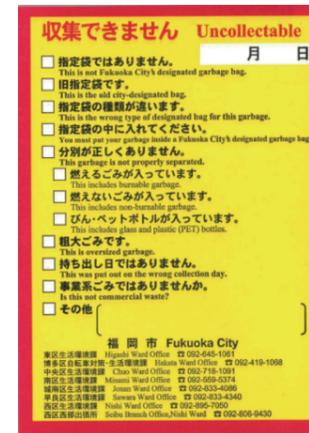 収集できません Uncollectable
月 日
指定袋ではありません。
This is not Fukuoka City's designated garbage bag.
旧指定袋です。
This is the old city-designated bag.
指定袋の種類が違います。
This is the wrong type of designated bag for this garbage.
指定袋の中に入れてください。
You must put your garbage inside a Fukuoka City's designated garbage bag
分別が正しくありません。
This garbage is not properly separated.
燃えるごみが入っています。
This includes burnable garbage.
燃えないごみが入っています。
This includes non-burnable garbage.
びん・ペットボトルが入っています。
This includes glass and plastic (PET) bottles.
粗大ごみです。
This is oversized garbage.
持ち出し日ではありません。
This was put out on the wrong collection day.
事業系ごみではありませんか。
Is this not commercial waste?
その他
福岡市 Fukuoka City
東区生活環境課 Higashi Ward Office ☎092-645-1061
博多区自転車対策・生活環境課 Hakata Ward Office ☎092-419-1068
中央区生活環境課 Chuo Ward Office ☎092-718-1091
南区生活環境課 Minami Ward Office ☎092-559-5374
城南区生活環境課 Jonan Ward Office ☎092-833-4086
早良区生活環境課 Sawara Ward Office ☎092-833-4340
西区生活環境課 Nishi Ward Office ☎092-895-7050
西区西部出張所 Seibu Branch Office,Nishi Ward ☎092-806-9430